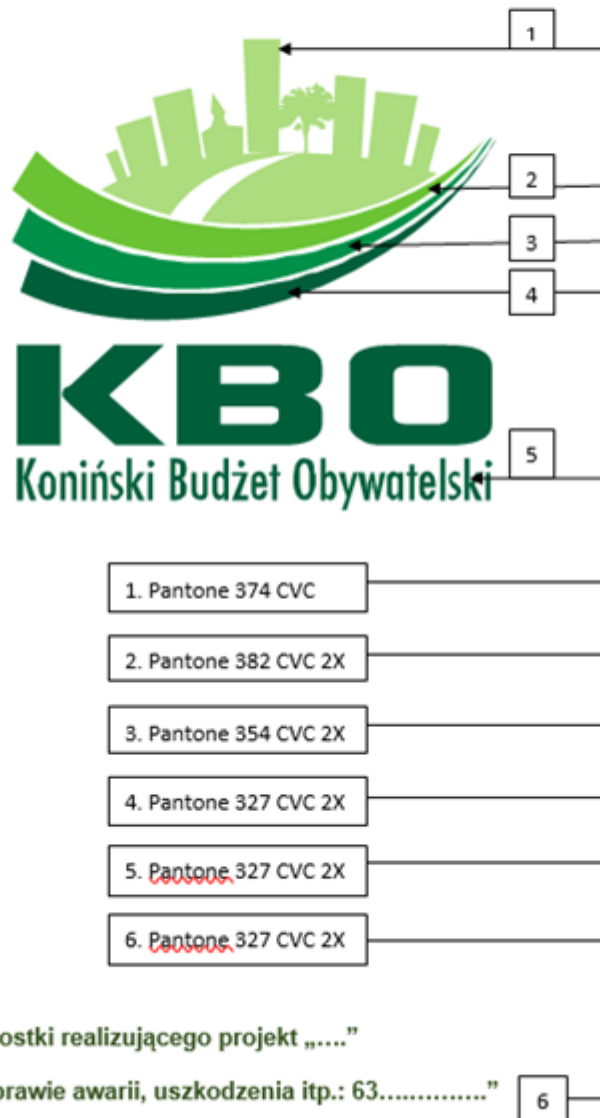 1
2
3
4
KBO
5
Koniński Budżet Obywatelski
1. Pantone 374 CVC
2. Pantone 382 CVC 2X
3. Pantone 354 CVC 2X
4. Pantone 327 CVC 2X
5. Pantone 327 CVC 2X
6. Pantone 327 CVC 2X
ostki realizującego projekt „....”
prawie awarii, uszkodzenia itp.: 63.............”
6